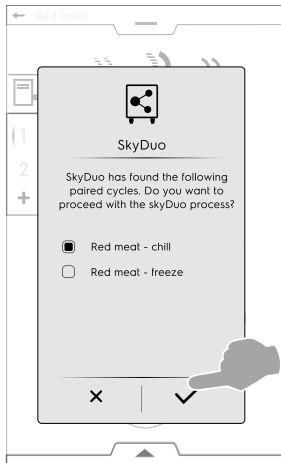 ← Red meat
SkyDuo
SkyDuo has found the following
paired cycles. Do you want to
proceed with the skyDuo process?
Red meat - chill
Red meat - freeze
1
2
+